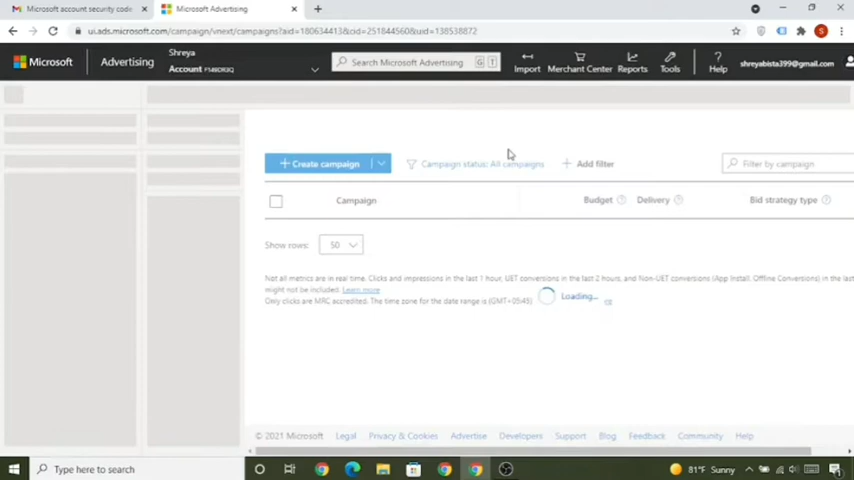 Microsoft account security code
Microsoft Advertising
ui.ads.microsoft.com/campaign/vnext/campaigns?aid=180634413&cid=251844560&uid=138538872
S
Microsoft
Advertising
Shreya
Account
Search Microsoft Advertising
G
T
Import
Merchant Center
Reports
Tools
?
Help
shreyabista399@gmail.com
+ Create campaign
Campaign status: All campaigns
+ Add filter
Filter by campaign
Campaign
Budget ?
Delivery ?
Bid strategy type ?
Show rows:
50
Not all metrics are in real time. Clicks and impressions in the last 1 hour, UET conversions in the last 2 hours, and Non-UET conversions (App Install, Offline Conversions) in the las
might not be included. Learn more
Only clicks are MRC accredited. The time zone for the date range is (GMT+05:45)
Loading...
© 2021 Microsoft
Legal
Privacy & Cookies
Advertise
Developers
Support
Blog
Feedback
Community
Help
Type here to search
81°F Sunny